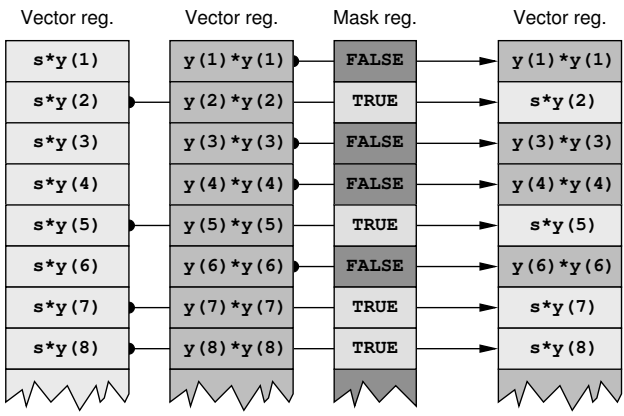 Vector reg. Vector reg. Mask reg. Vector reg.
s*y(1) y(1)*y(1) FALSE y(1)*y(1)
s*y(2) y(2)*y(2) TRUE s*y(2)
s*y(3) y(3)*y(3) FALSE y(3)*y(3)
s*y(4) y(4)*y(4) FALSE y(4)*y(4)
s*y(5) y(5)*y(5) TRUE s*y(5)
s*y(6) y(6)*y(6) FALSE y(6)*y(6)
s*y(7) y(7)*y(7) TRUE s*y(7)
s*y(8) y(8)*y(8) TRUE s*y(8)